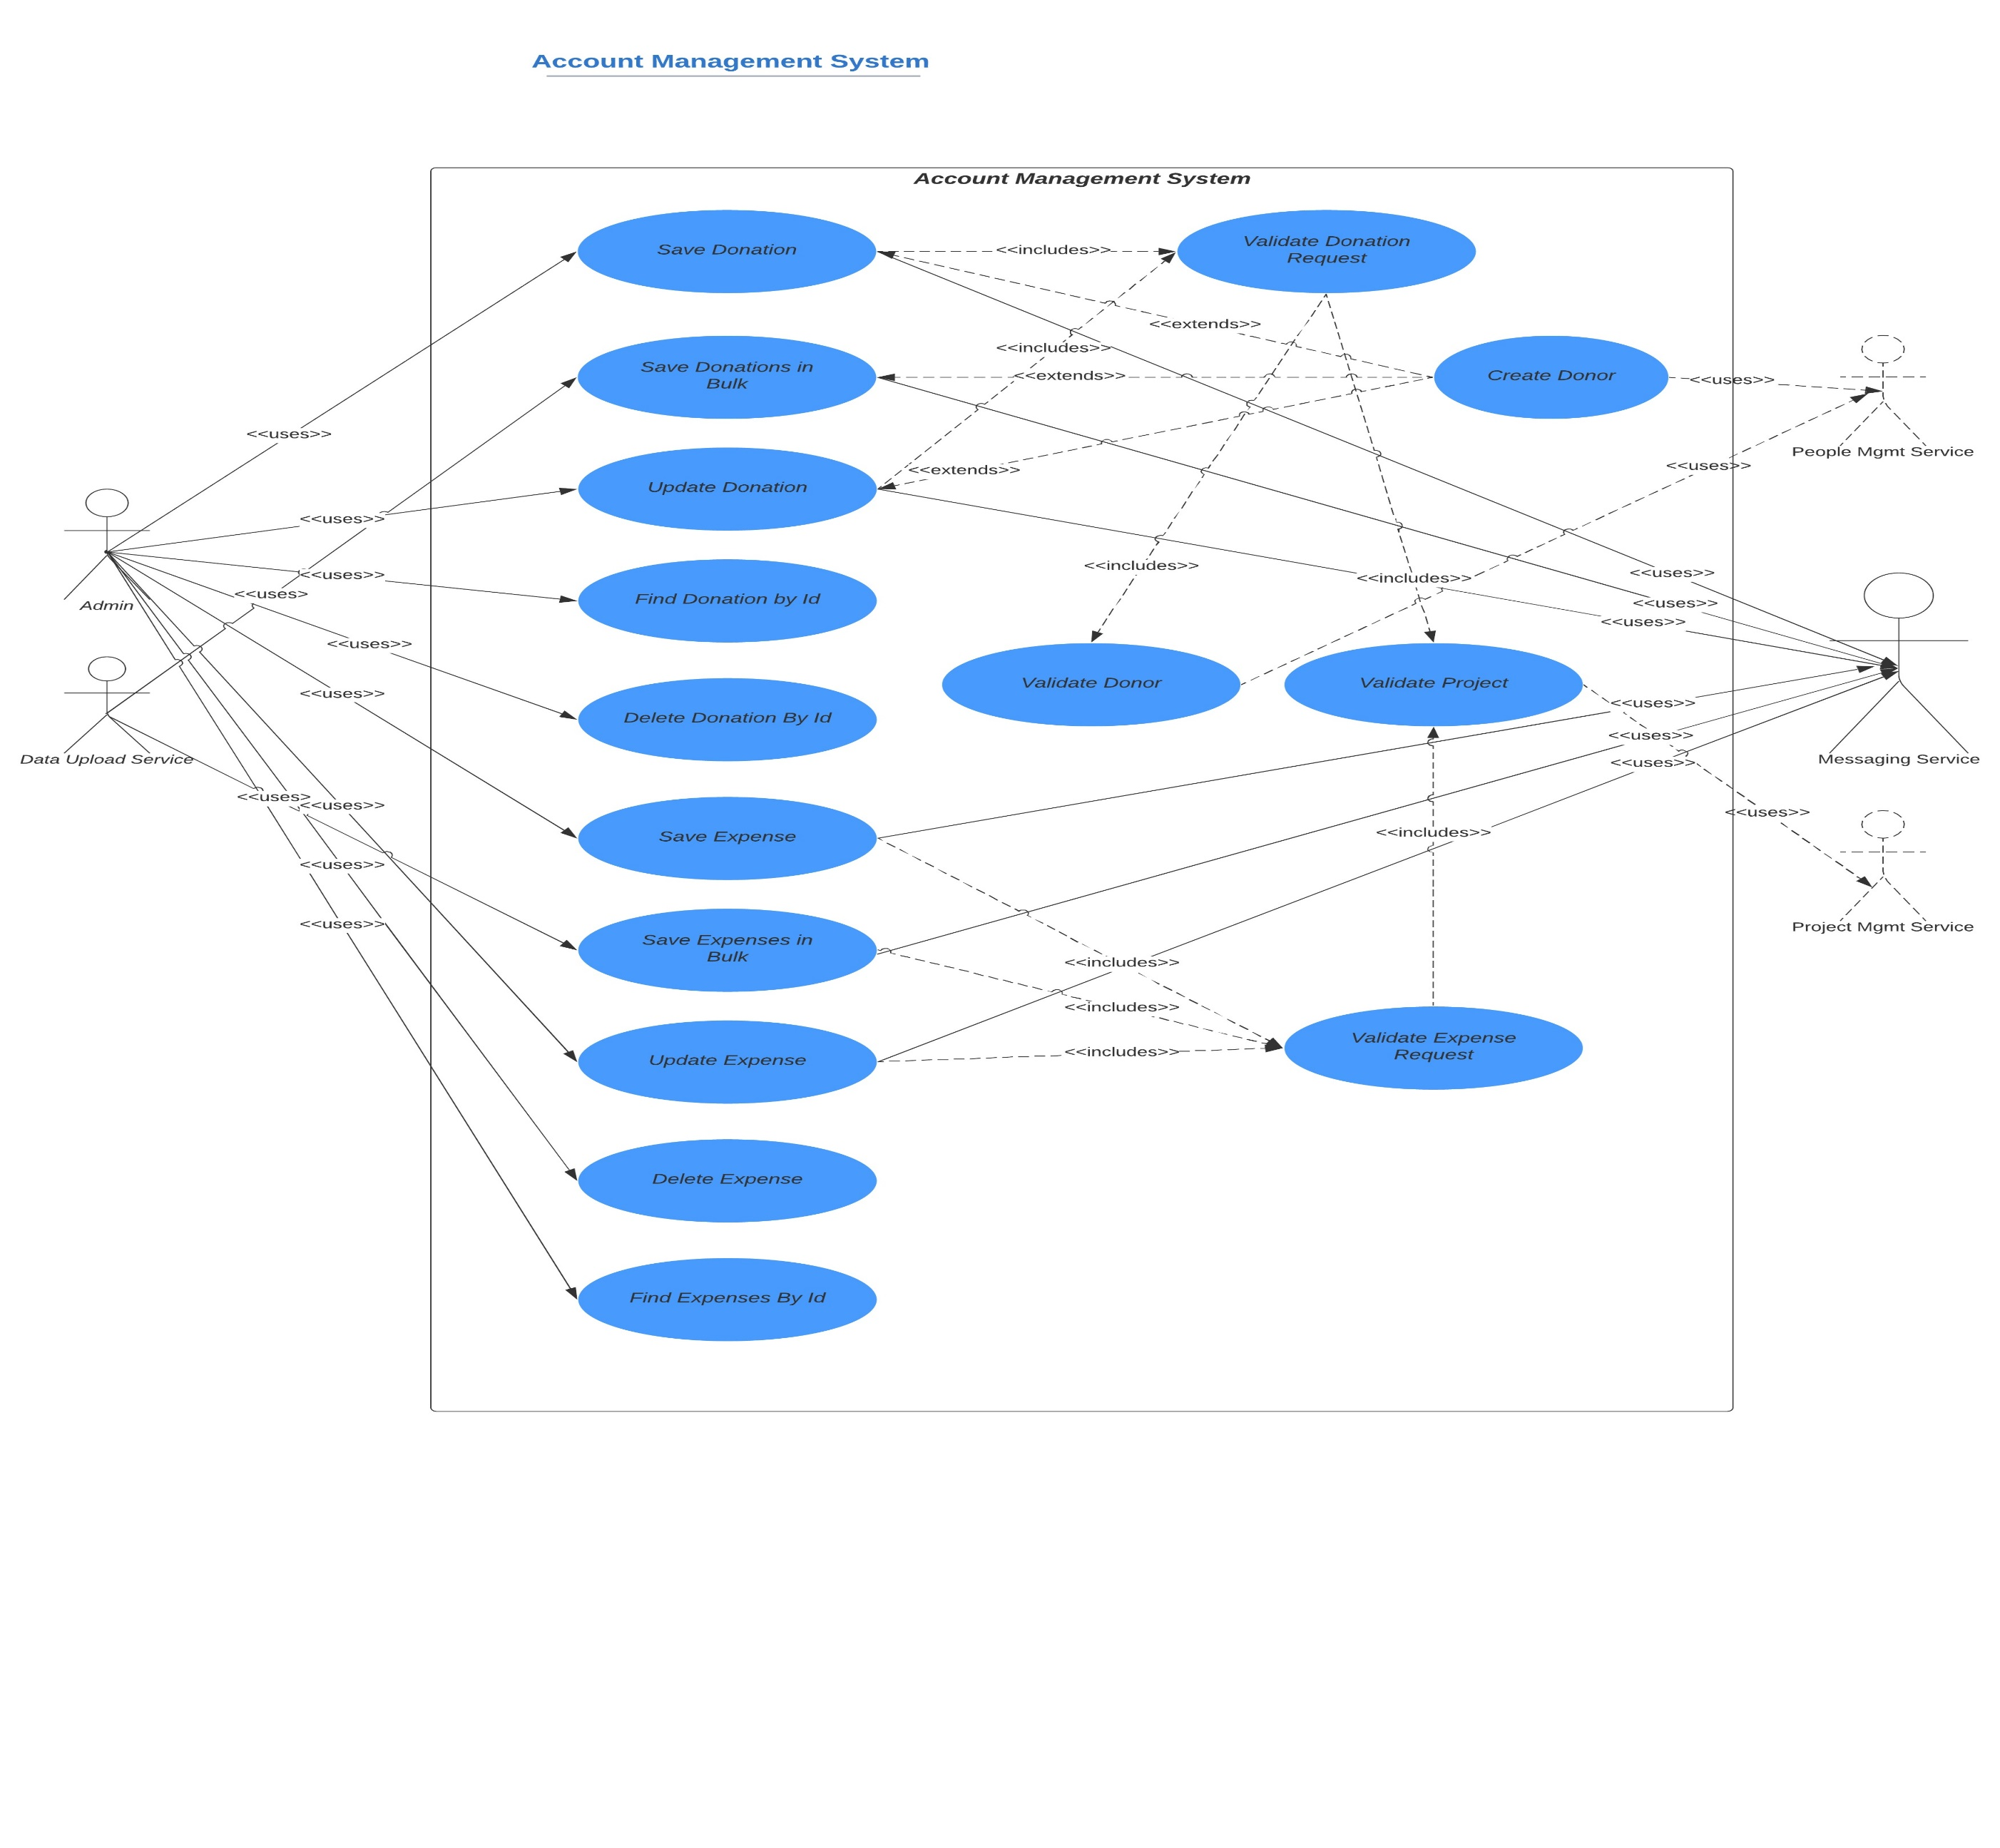 Account Management System
Account Management System
Save Donation
<<includes>>
Validate Donation
Request
<<extends>>
<<includes>>
Save Donations in
Bulk
<<extends>>
Create Donor
<<uses>>
People Mgmt Service
<<uses>>
<<uses>>
<<extends>>
Update Donation
<<uses>>
<<uses>>
<<uses>>
Admin
Find Donation by Id
<<includes>>
<<includes>>
<<uses>>
<<uses>>
<<uses>>
<<uses>>
<<uses>>
Delete Donation By Id
Validate Donor
Validate Project
<<uses>>
<<uses>>
<<uses>>
<<uses>>
Data Upload Service
Messaging Service
<<uses>
<<uses>>
Save Expense
<<includes>>
<<uses>>
<<uses>>
<<uses>>
Project Mgmt Service
Save Expenses in
Bulk
<<includes>>
<<includes>>
Update Expense
<<includes>>
Validate Expense
Request
Delete Expense
Find Expenses By Id